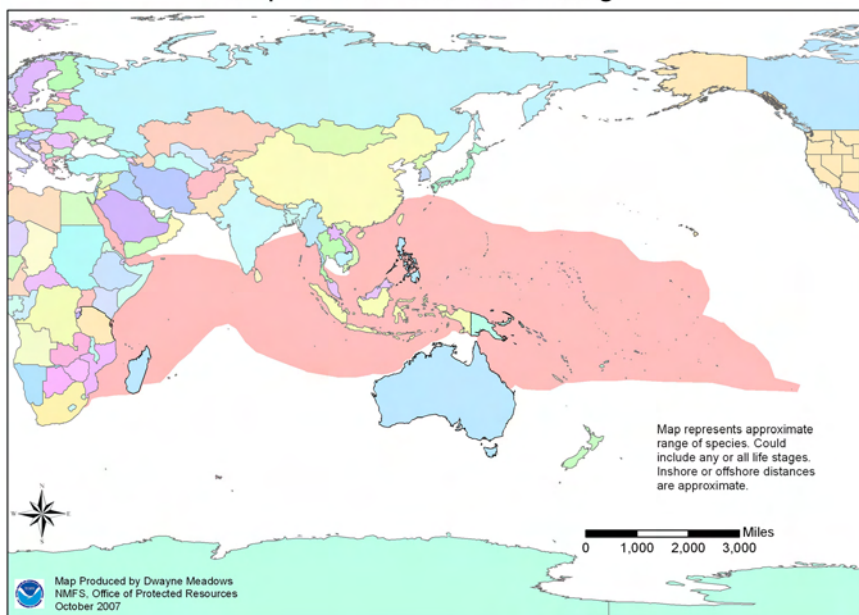 Map represents approximate
range of species. Could
include any or all life stages.
Inshore or offshore distances
are approximate.
N
W E
S
Miles
0 1,000 2,000 3,000
Map Produced by Dwayne Meadows
NMFS, Office of Protected Resources
October 2007